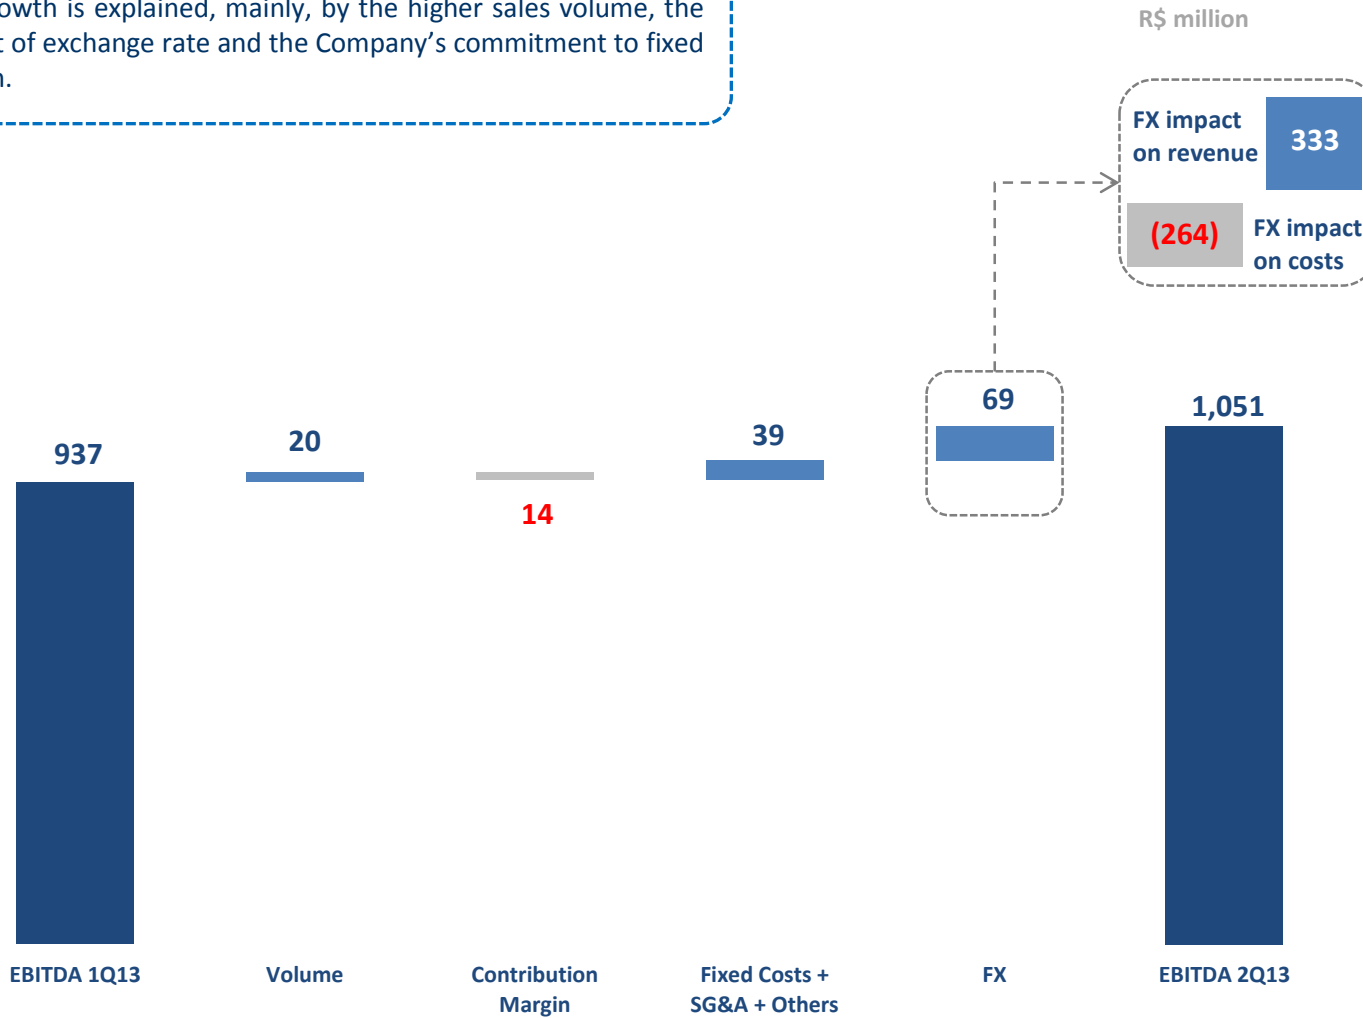 growth is explained, mainly, by the higher sales volume, the
of exchange rate and the Company’s commitment to fixed
R$ million
FX impact
on revenue
333
(264)
FX impact
on costs
937
20
14
39
69
1,051
EBITDA 1Q13
Volume
Contribution
Margin
Fixed Costs +
SG&A + Others
FX
EBITDA 2Q13